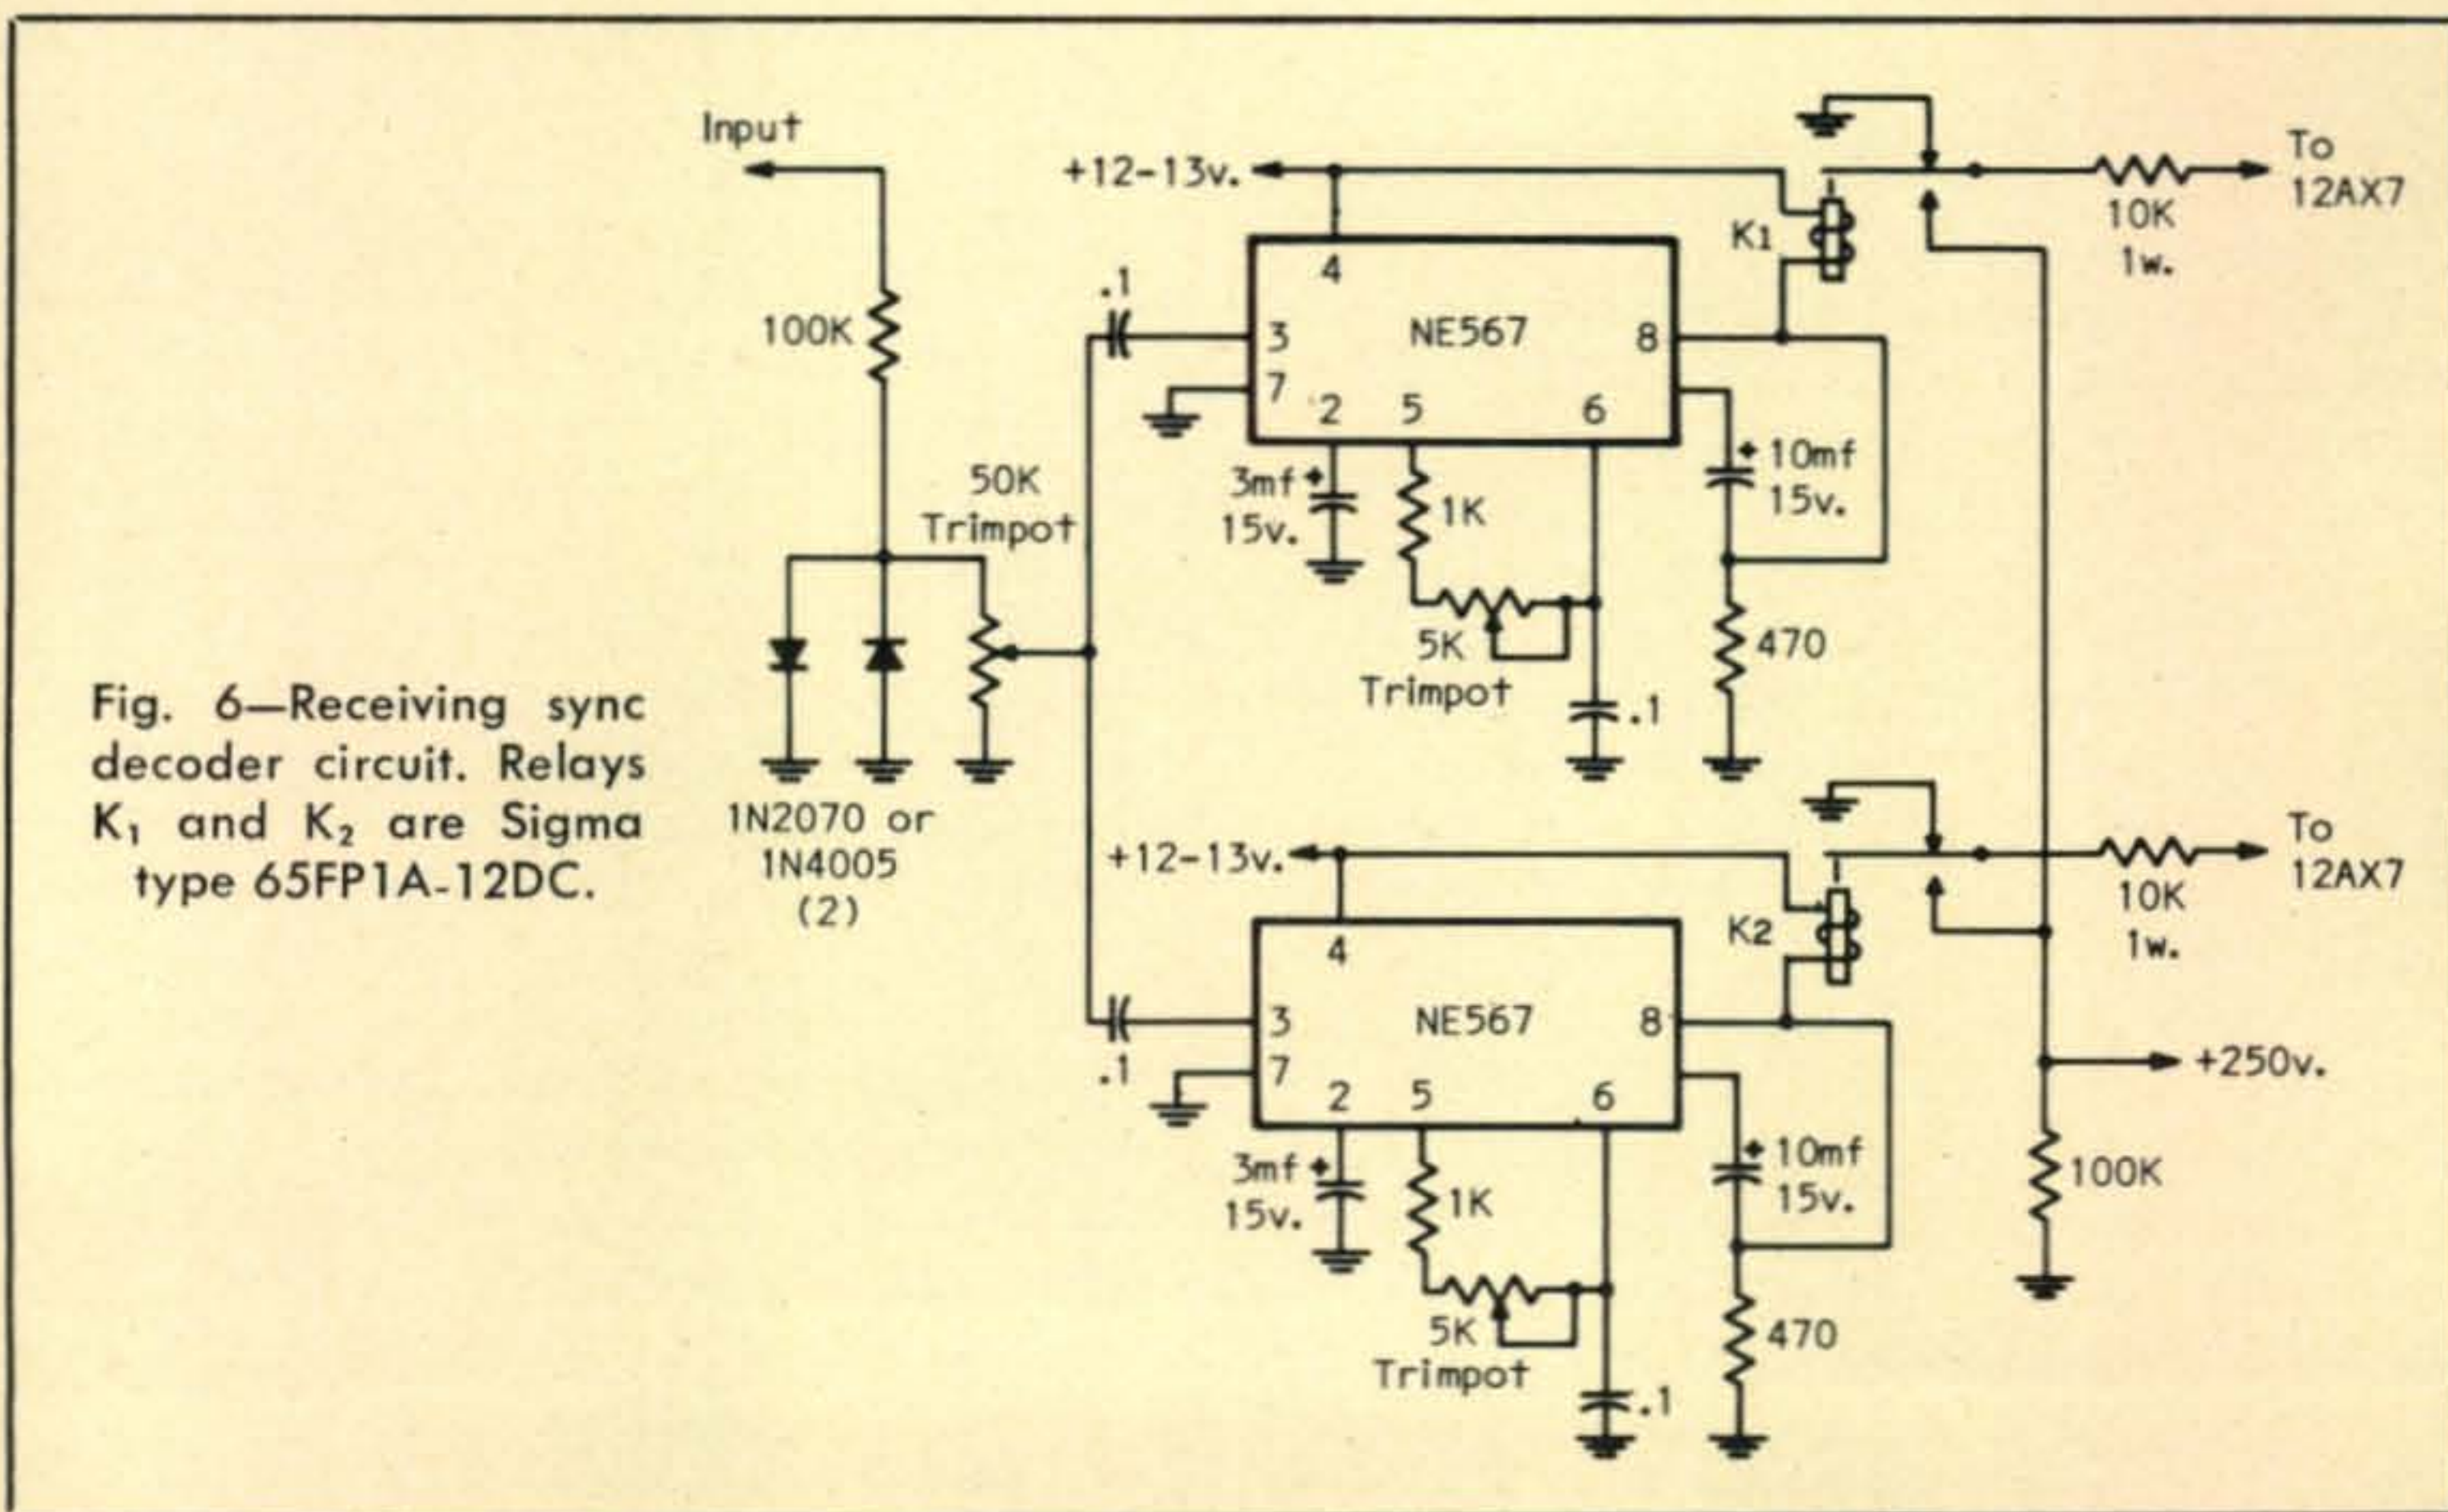 Input
100K
50K
Trimpot
1N2070 or
1N4005
(2)
Fig. 6—Receiving sync
decoder circuit. Relays
K₁ and K₂ are Sigma
type 65FP1A-12DC.
+12-13v.
.1
4
3
NE567
8
7
2
5
6
3mf +
15v.
1K
5K
Trimpot
.1
+ 10mf
15v.
470
K1
10K
1w.
To
12AX7
+12-13v.
.1
4
3
NE567
8
7
2
5
6
3mf +
15v.
1K
5K
Trimpot
.1
+ 10mf
15v.
470
K2
10K
1w.
To
12AX7
+250v.
100K